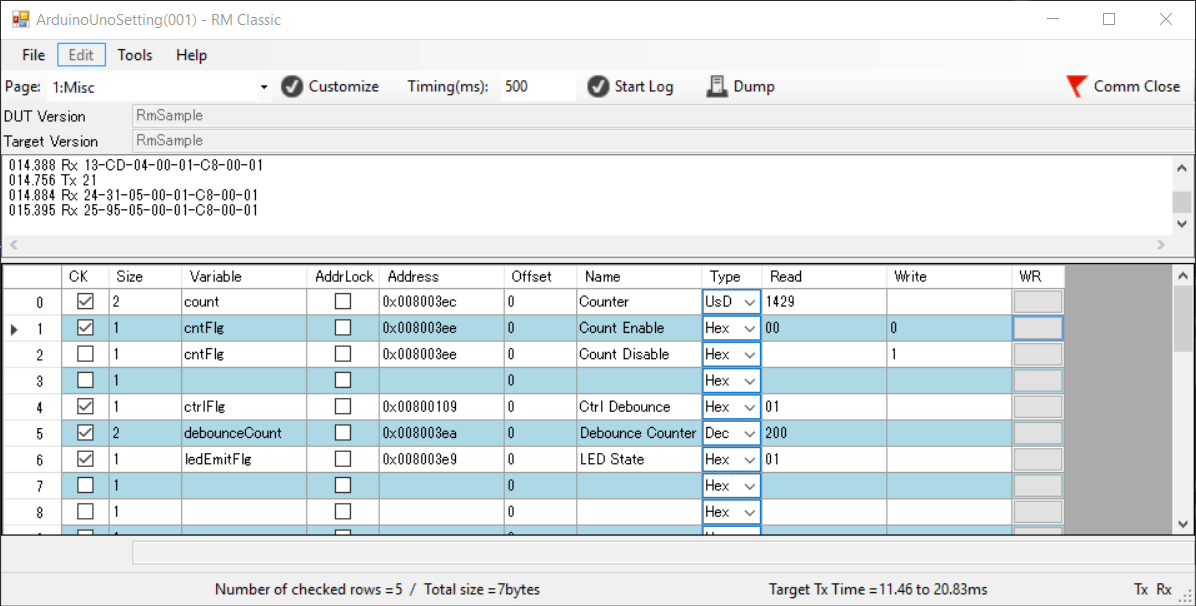 ArduinoUnoSetting(001) - RM Classic
File Edit Tools Help
Page: 1:Misc Customize Timing(ms): 500 Start Log Dump Comm Close
DUT Version RmSample
Target Version RmSample
014.388 Rx 13-CD-04-00-01-C8-00-01
014.756 Tx 21
014.884 Rx 24-31-05-00-01-C8-00-01
015.395 Rx 25-95-05-00-01-C8-00-01
CK Size Variable AddrLock Address Offset Name Type Read Write WR
0 2 count 0x008003ec 0 Counter UsD 1429
1 1 cntFlg 0x008003ee 0 Count Enable Hex 00 0
2 1 cntFlg 0x008003ee 0 Count Disable Hex 1
3 1 0 Hex
4 1 ctrlFlg 0x00800109 0 Ctrl Debounce Hex 01
5 2 debounceCount 0x008003ea 0 Debounce Counter Dec 200
6 1 ledEmitFlg 0x008003e9 0 LED State Hex 01
7 1 0 Hex
8 1 0 Hex
Number of checked rows =5 / Total size =7bytes Target Tx Time =11.46 to 20.83ms Tx Rx